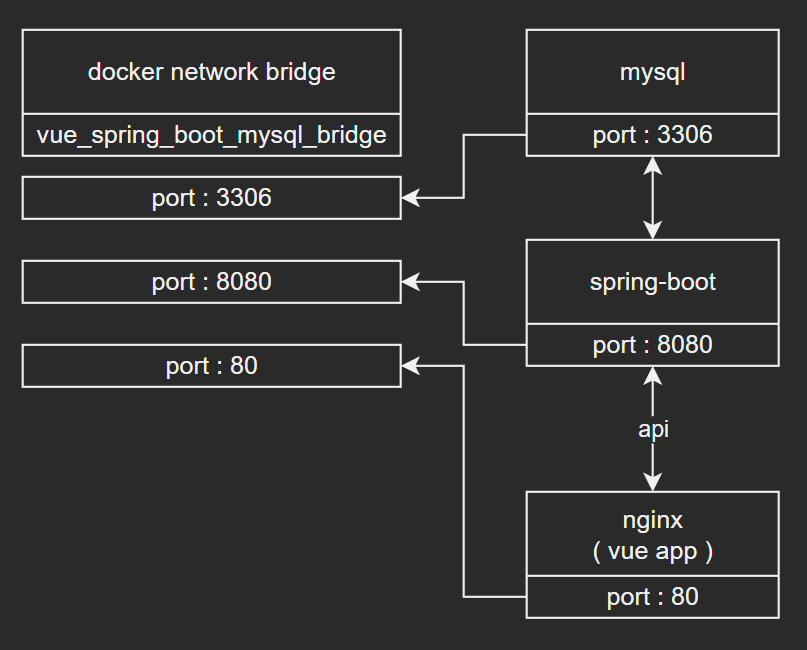 docker network bridge
vue_spring_boot_mysql_bridge
port : 3306
port : 8080
port : 80
mysql
port : 3306
spring-boot
port : 8080
api
nginx
( vue app )
port : 80